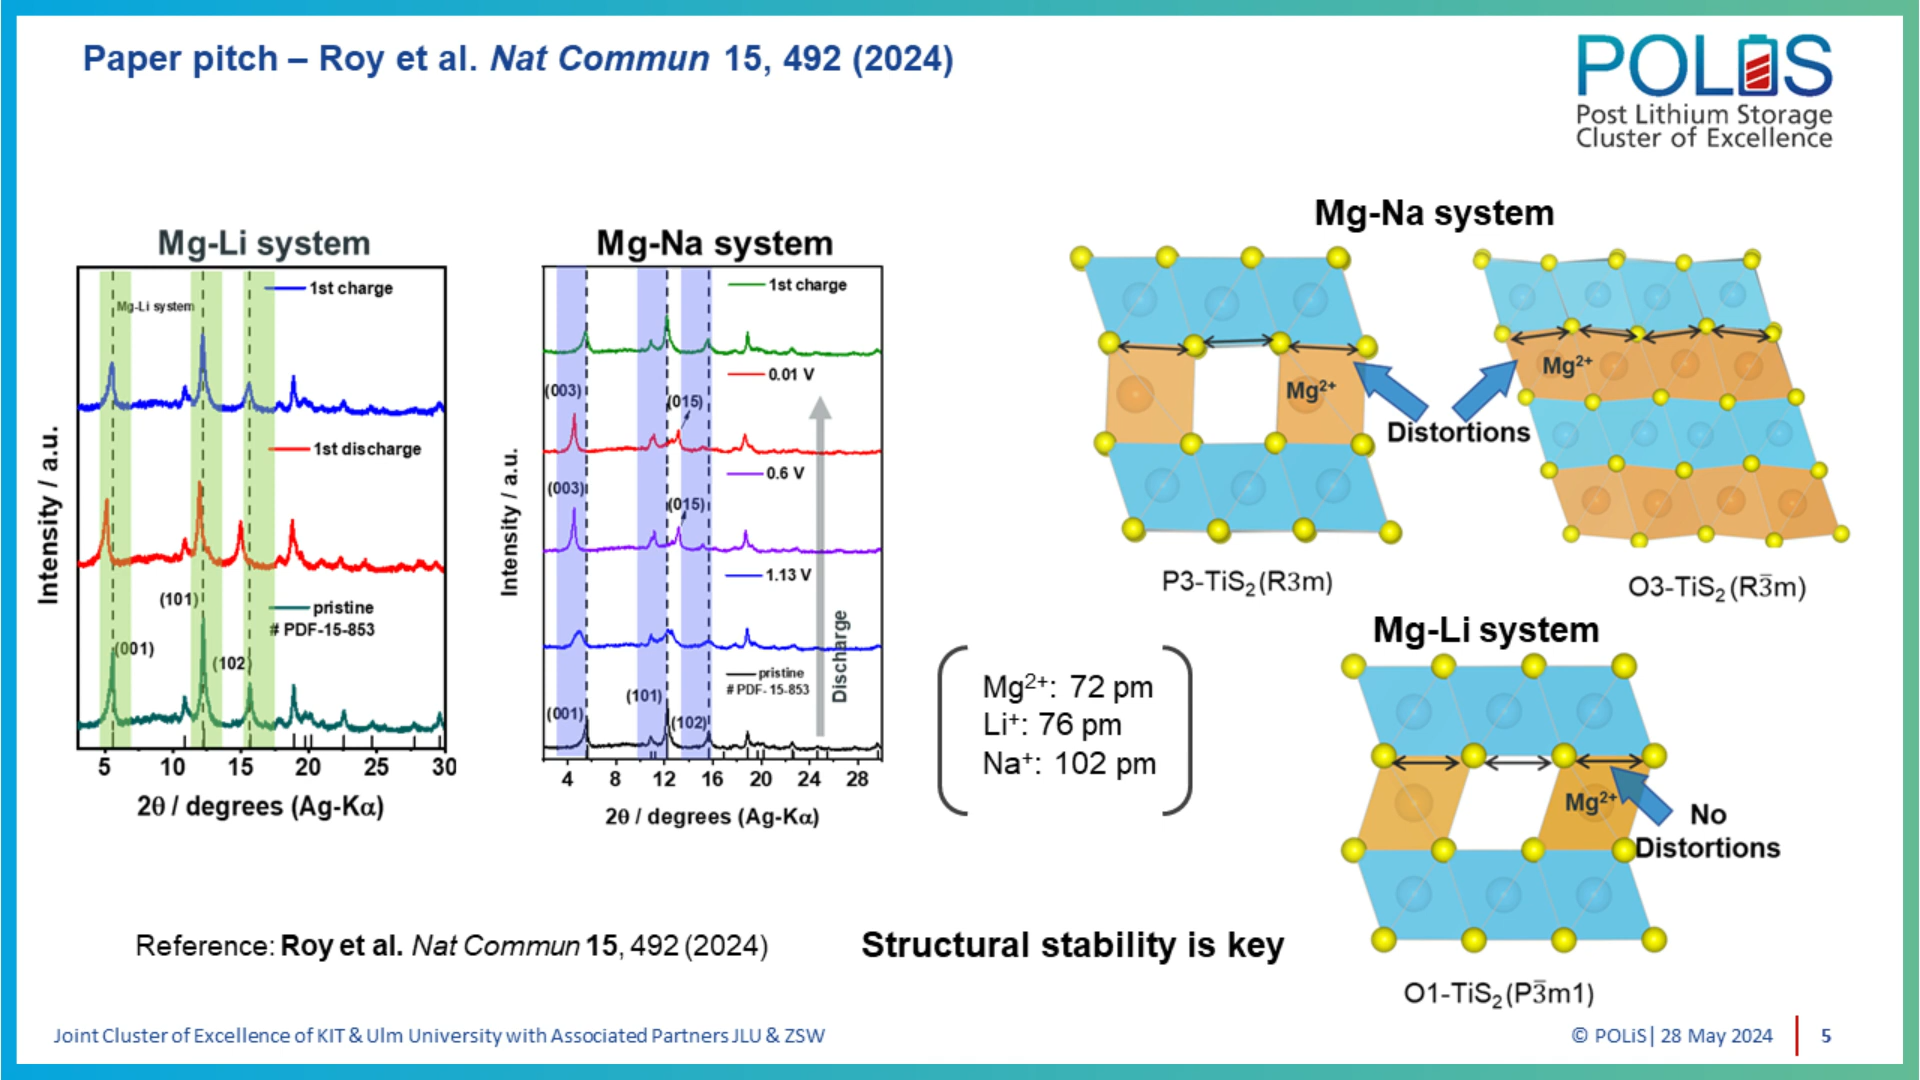 Paper pitch – Roy et al. Nat Commun 15, 492 (2024)
POLiS
Post Lithium Storage
Cluster of Excellence
Mg-Li system
1st charge
Mg-Li system
1st discharge
(101)
pristine
# PDF-15-853
(001)
(102)
Intensity / a.u.
5 10 15 20 25 30
2θ / degrees (Ag-Kα)
Mg-Na system
1st charge
0.01 V
(003)
(015)
0.6 V
(003)
(015)
1.13 V
Discharge
pristine
# PDF- 15-853
(101)
(001)
(102)
Intensity / a.u.
4 8 12 16 20 24 28
2θ / degrees (Ag-Kα)
Mg²⁺: 72 pm
Li⁺: 76 pm
Na⁺: 102 pm
Mg-Na system
Mg²⁺
Mg²⁺
Distortions
P3-TiS₂(R3m)
O3-TiS₂(R3̅m)
Mg-Li system
Mg²⁺
No
Distortions
O1-TiS₂(P3̅m1)
Reference: Roy et al. Nat Commun 15, 492 (2024)
Structural stability is key
Joint Cluster of Excellence of KIT & Ulm University with Associated Partners JLU & ZSW
© POLiS| 28 May 2024
5